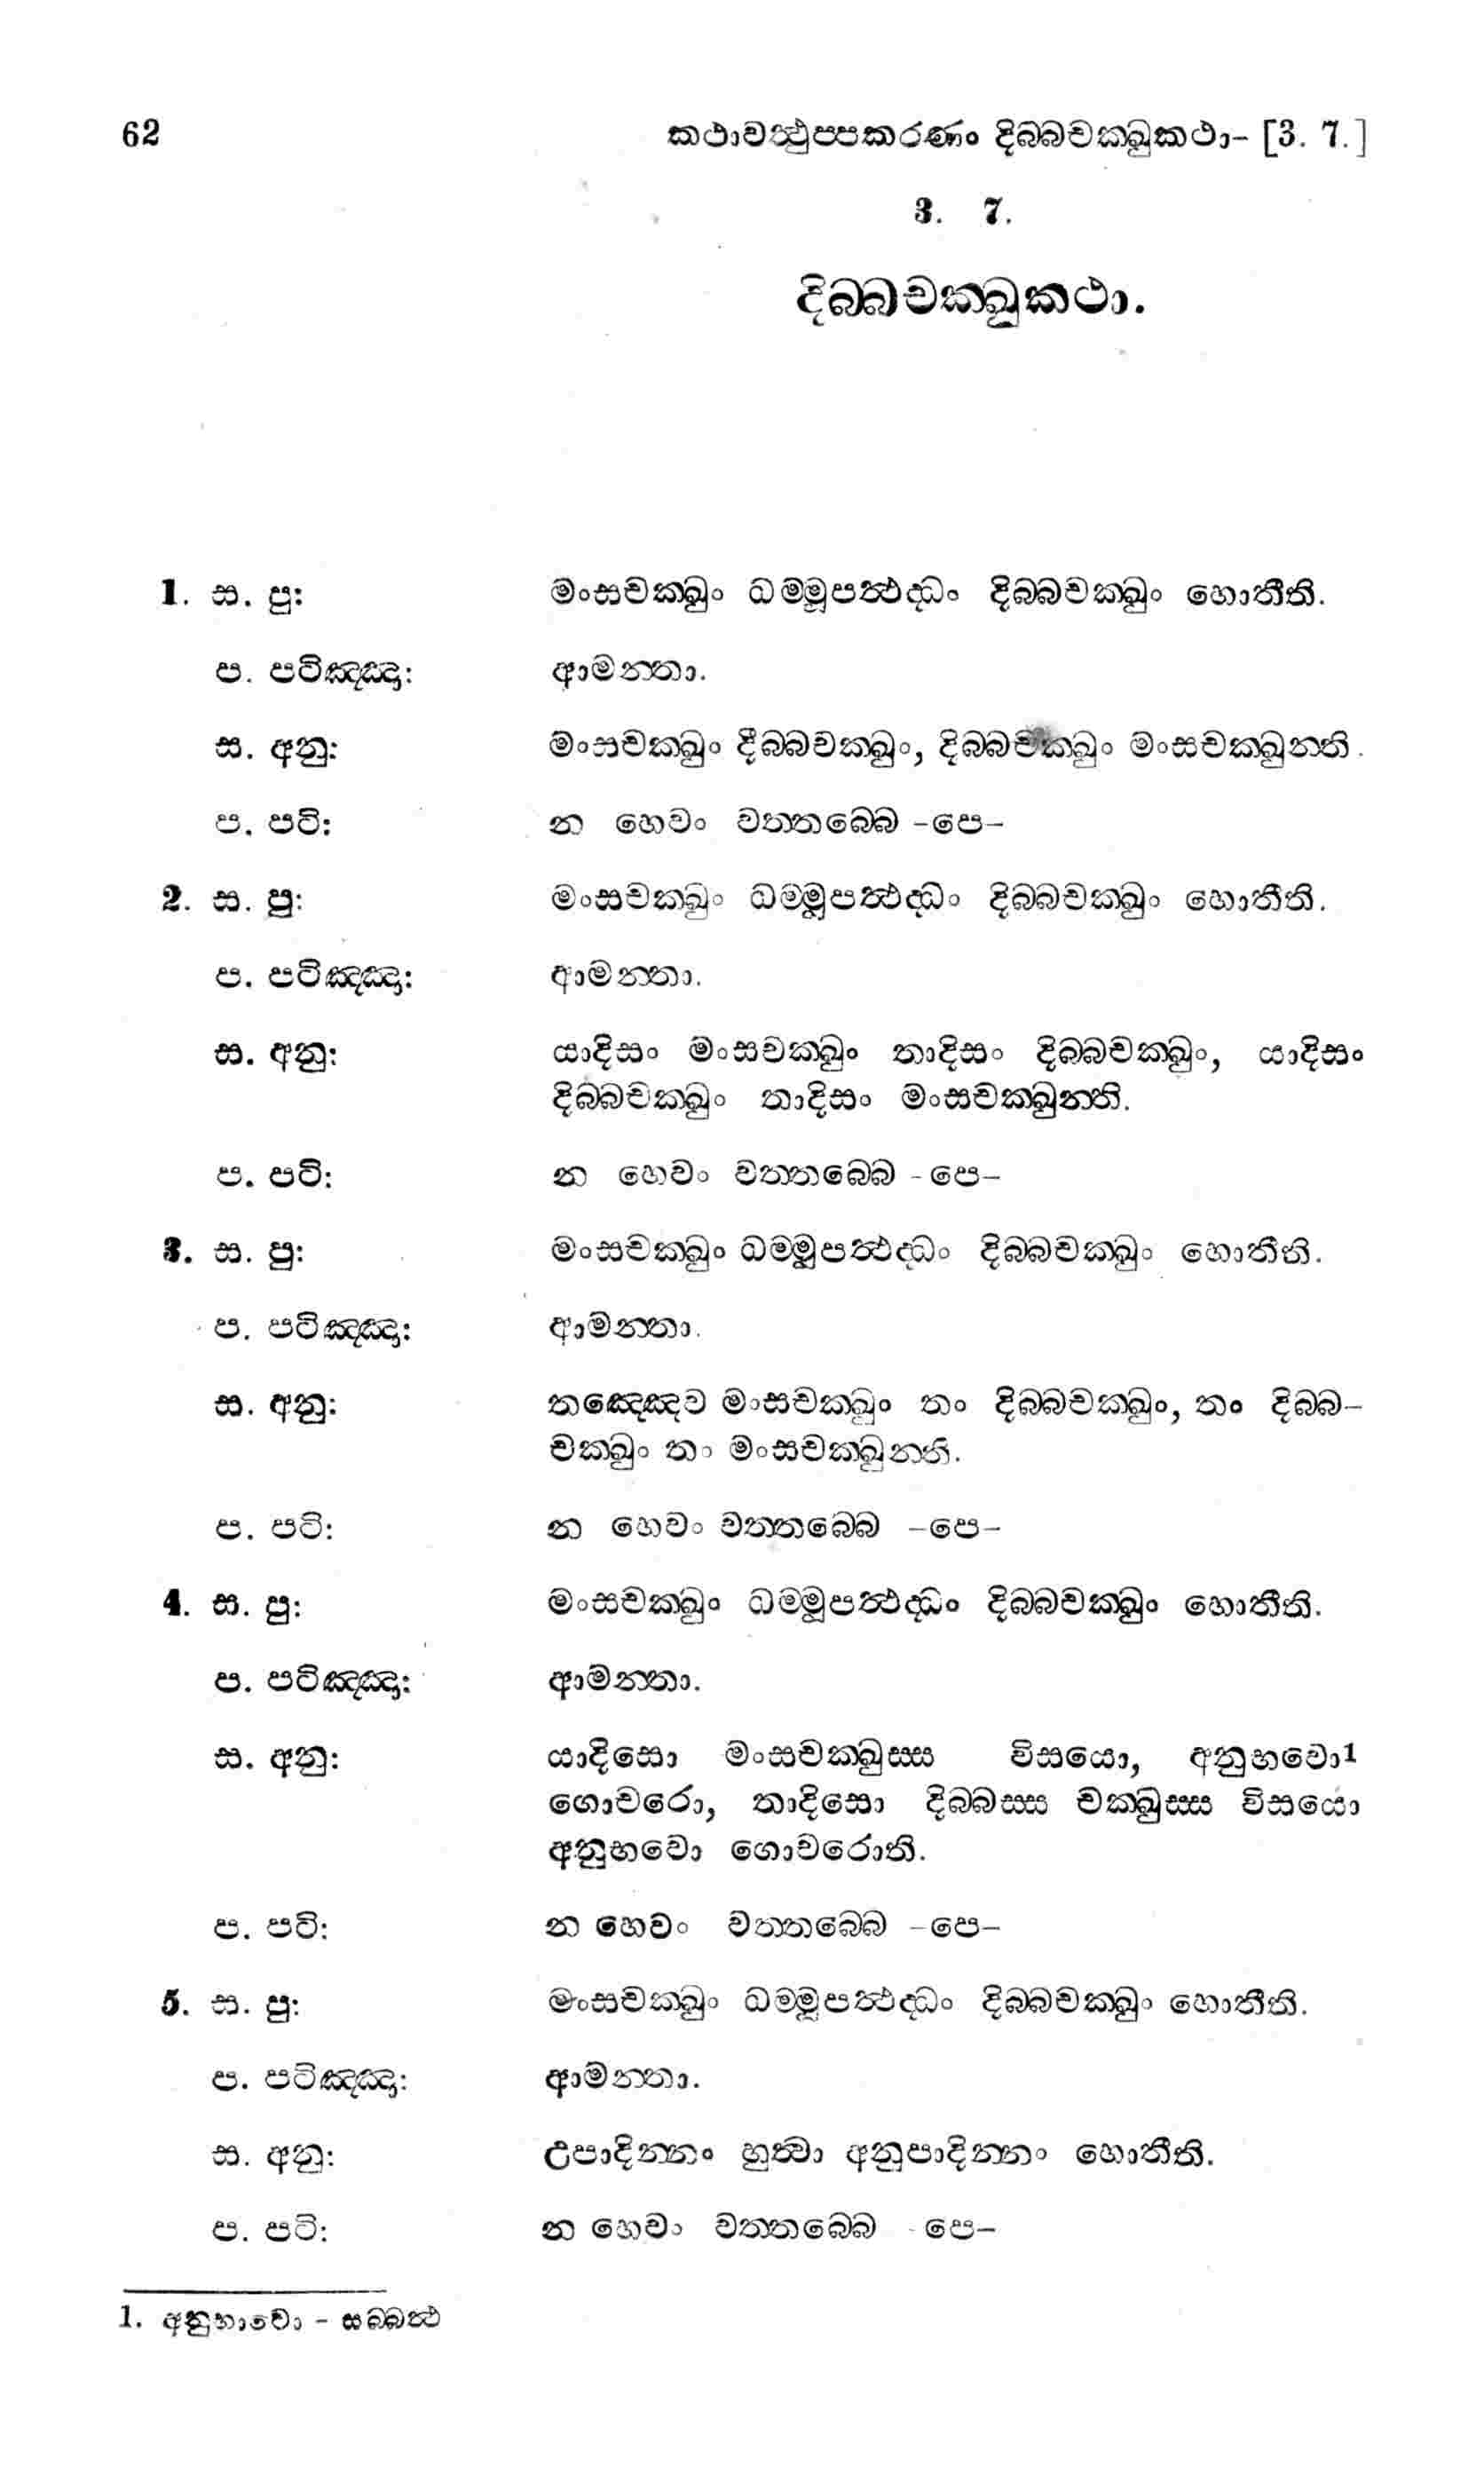 62 කථාවත්‍ථුප්පකරණං දිබ්බචක්ඛුකථා- [3. 7.]
3. 7.
දිබ්බචක්ඛුකථා.
1. ස. පු: මංසචක්ඛුං ධම්මූපත්‍ථද්ධං දිබ්බචක්ඛුං හොතීති.
ප. පටිඤ්ඤා: ආමන්තා.
ස. අනු: මංසචක්ඛුං දිබ්බචක්ඛුං, දිබ්බචක්ඛුං මංසචක්ඛුන්ති.
ප. පටි: න හෙවං වත්තබ්බෙ -පෙ-
2. ස. පු: මංසචක්ඛුං ධම්මූපත්‍ථද්ධං දිබ්බචක්ඛුං හොතීති.
ප. පටිඤ්ඤා: ආමන්තා.
ස. අනු: යාදිසං මංසචක්ඛුං තාදිසං දිබ්බචක්ඛුං, යාදිසං
දිබ්බචක්ඛුං තාදිසං මංසචක්ඛුන්ති.
ප. පටි: න හෙවං වත්තබ්බෙ -පෙ-
3. ස. පු: මංසචක්ඛුං ධම්මූපත්‍ථද්ධං දිබ්බචක්ඛුං හොතීති.
ප. පටිඤ්ඤා: ආමන්තා.
ස. අනු: තඤ්ඤෙව මංසචක්ඛුං තං දිබ්බචක්ඛුං, තං දිබ්බ-
චක්ඛුං තං මංසචක්ඛුන්ති.
ප. පටි: න හෙවං වත්තබ්බෙ -පෙ-
4. ස. පු: මංසචක්ඛුං ධම්මූපත්‍ථද්ධං දිබ්බචක්ඛුං හොතීති.
ප. පටිඤ්ඤා: ආමන්තා.
ස. අනු: යාදිසො මංසචක්ඛුස්ස විසයො, අනුභවො1
ගොචරො, තාදිසො දිබ්බස්ස චක්ඛුස්ස විසයො
අනුභවො ගොචරොති.
ප. පටි: න හෙවං වත්තබ්බෙ -පෙ-
5. ස. පු: මංසචක්ඛුං ධම්මූපත්‍ථද්ධං දිබ්බචක්ඛුං හොතීති.
ප. පටිඤ්ඤා: ආමන්තා.
ස. අනු: උපාදින්නං හුත්‍වා අනුපාදින්නං හොතීති.
ප. පටි: න හෙවං වත්තබ්බෙ -පෙ-
1. අනුභාවො - සබ්බත්‍ථ